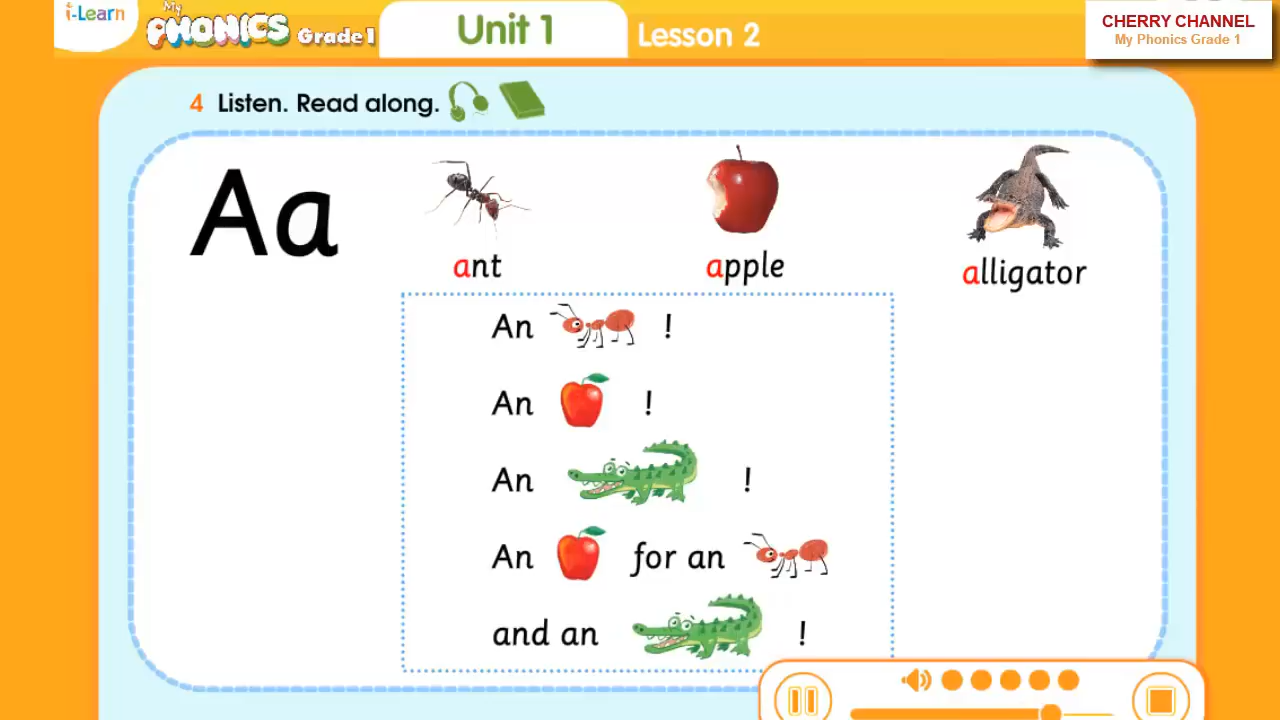 i-Learn
My
PHONICS Grade 1
Unit 1
Lesson 2
CHERRY CHANNEL
My Phonics Grade 1
4 Listen. Read along.
Aa
ant
apple
alligator
An !
An !
An !
An for an
and an !